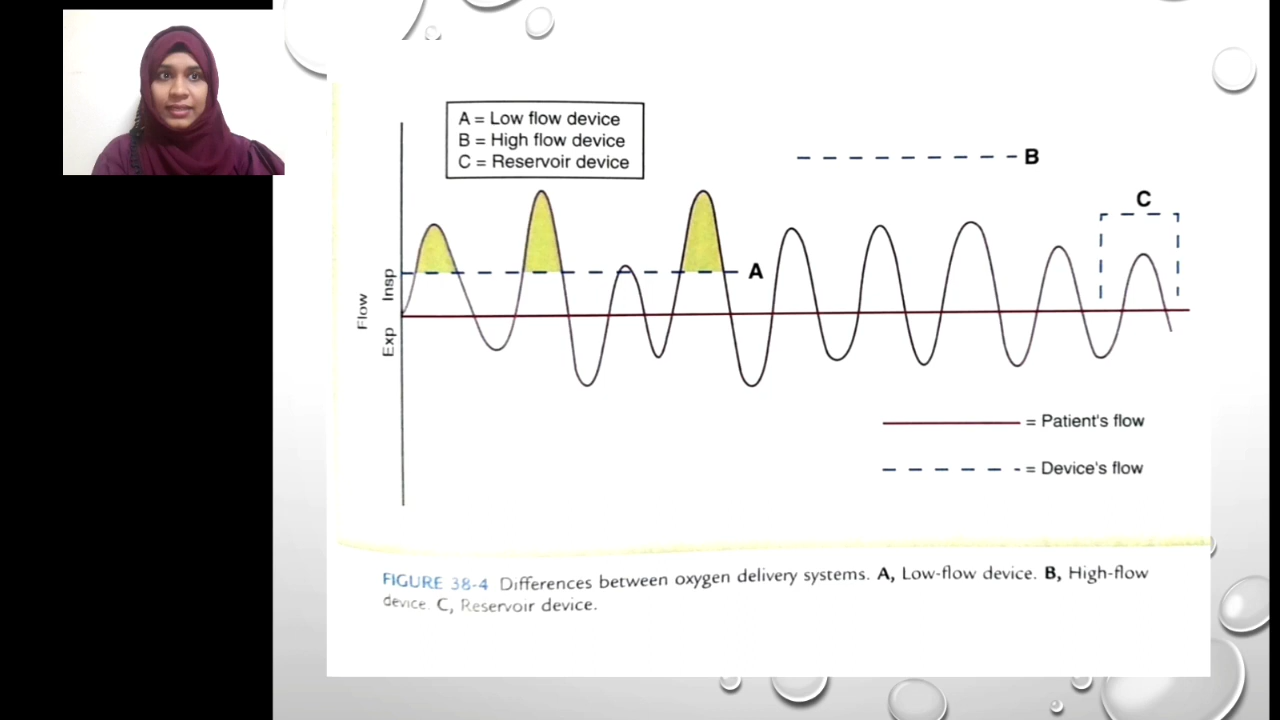 A = Low flow device
B = High flow device
C = Reservoir device
B
C
A
Flow
Exp Insp
= Patient's flow
= Device's flow
FIGURE 38-4 Differences between oxygen delivery systems. A, Low-flow device. B, High-flow
device. C, Reservoir device.